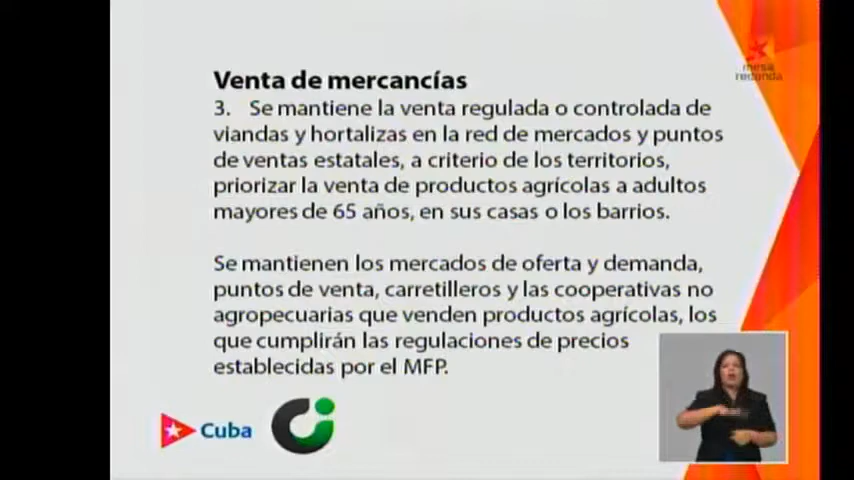 mesa
redonda
Venta de mercancías
3. Se mantiene la venta regulada o controlada de
viandas y hortalizas en la red de mercados y puntos
de ventas estatales, a criterio de los territorios,
priorizar la venta de productos agrícolas a adultos
mayores de 65 años, en sus casas o los barrios.
Se mantienen los mercados de oferta y demanda,
puntos de venta, carretilleros y las cooperativas no
agropecuarias que venden productos agrícolas, los
que cumplirán las regulaciones de precios
establecidas por el MFP.
Cuba